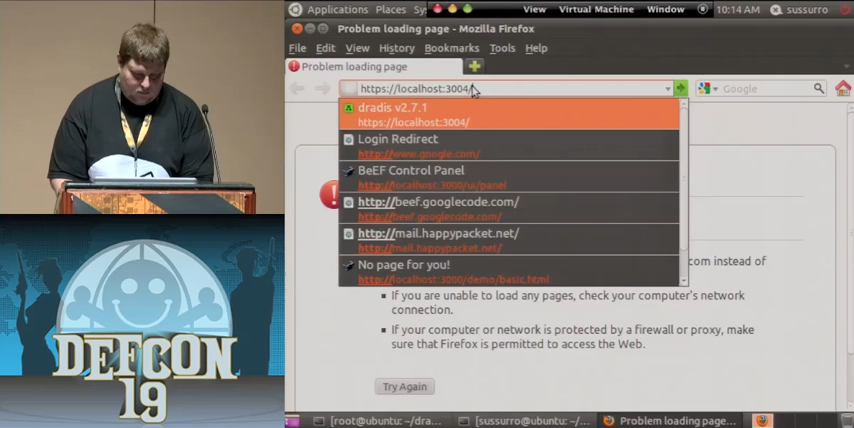 Applications Places Sy
View Virtual Machine Window
10:14 AM
sussurro
Problem loading page - Mozilla Firefox
File Edit View History Bookmarks Tools Help
Problem loading page
https://localhost:3004/
Google
dradis v2.7.1
https://localhost:3004/
Login Redirect
http://www.google.com/
BeEF Control Panel
http://localhost:3000/ui/panel
http://beef.googlecode.com/
http://beef.googlecode.com/
http://mail.happypacket.net/
http://mail.happypacket.net/
No page for you!
http://localhost:3000/demo/basic.html
.com instead of
If you are unable to load any pages, check your computer's network
connection.
If your computer or network is protected by a firewall or proxy, make
sure that Firefox is permitted to access the Web.
Try Again
[root@ubuntu: ~/dra...
[sussurro@ubuntu: ~/...
Problem loading page...
DEFCON
19